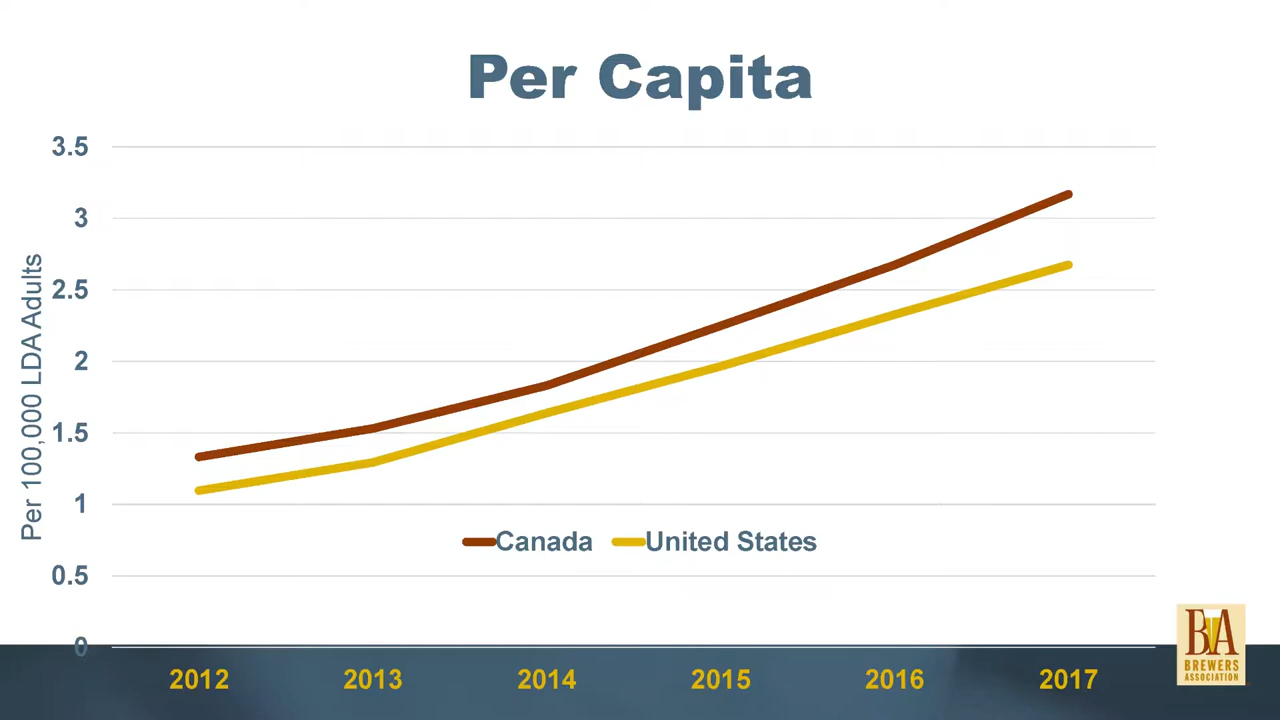 Per Capita
3.5
3
2.5
2
1.5
1
0.5
0
Per 100,000 LDA Adults
Canada United States
2012 2013 2014 2015 2016 2017
BA
BREWERS
ASSOCIATION